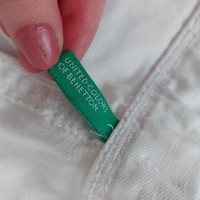 UNITED COLORS
OF BENETTON.